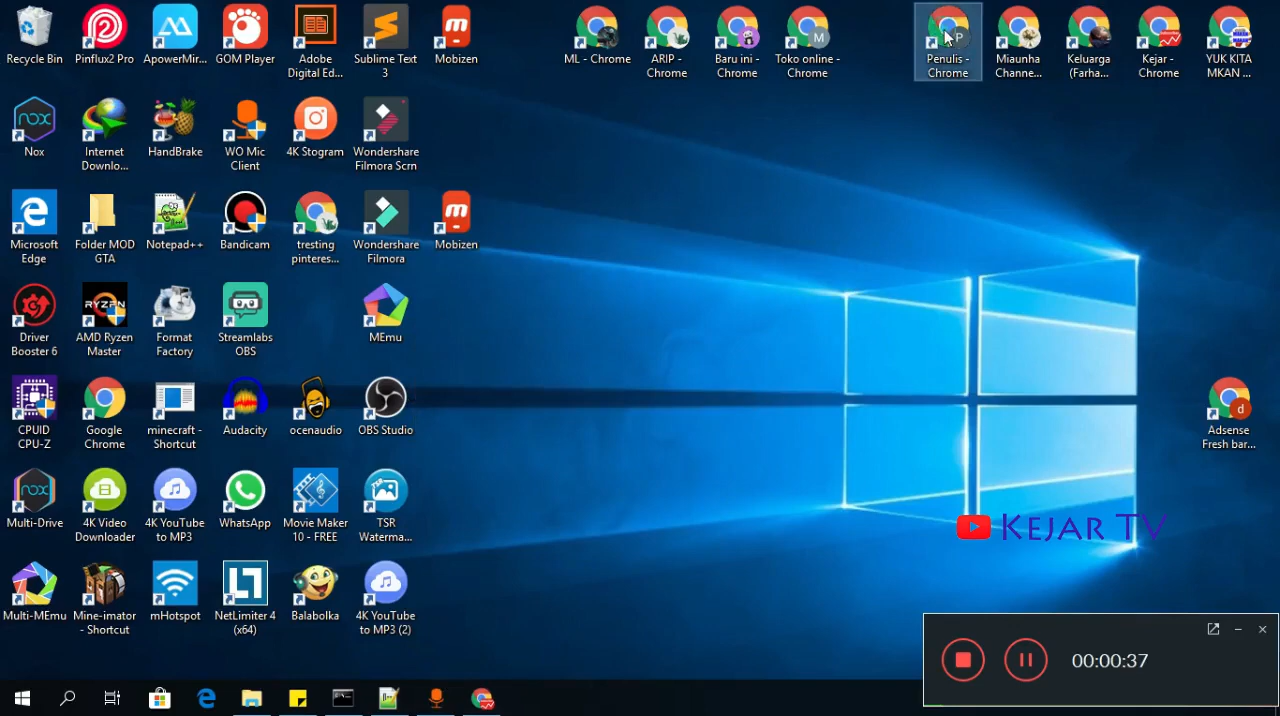 Recycle Bin
Pinflux2 Pro
ApowerMir...
GOM Player
Adobe
Digital Ed...
Sublime Text
3
Mobizen
ML - Chrome
ARIP -
Chrome
Baru ini -
Chrome
Toko online -
Chrome
P
Penulis -
Chrome
Miaunha
Channe...
Keluarga
(Farha...
Kejar -
Chrome
YUK KITA
MKAN ...
M
nox
Nox
Internet
Downlo...
HandBrake
WO Mic
Client
4K Stogram
Wondershare
Filmora Scrn
Microsoft
Edge
Folder MOD
GTA
Notepad++
Bandicam
tresting
pinteres...
Wondershare
Filmora
Mobizen
Driver
Booster 6
RYZEN
AMD Ryzen
Master
Format
Factory
Streamlabs
OBS
MEmu
CPUID
CPU-Z
Google
Chrome
minecraft -
Shortcut
Audacity
ocenaudio
OBS Studio
d
Adsense
Fresh bar...
nox
Multi-Drive
4K Video
Downloader
4K YouTube
to MP3
WhatsApp
Movie Maker
10 - FREE
TSR
Waterma...
KEJAR TV
Multi-MEmu
Mine-imator
- Shortcut
mHotspot
NetLimiter 4
(x64)
Balabolka
4K YouTube
to MP3 (2)
00:00:37